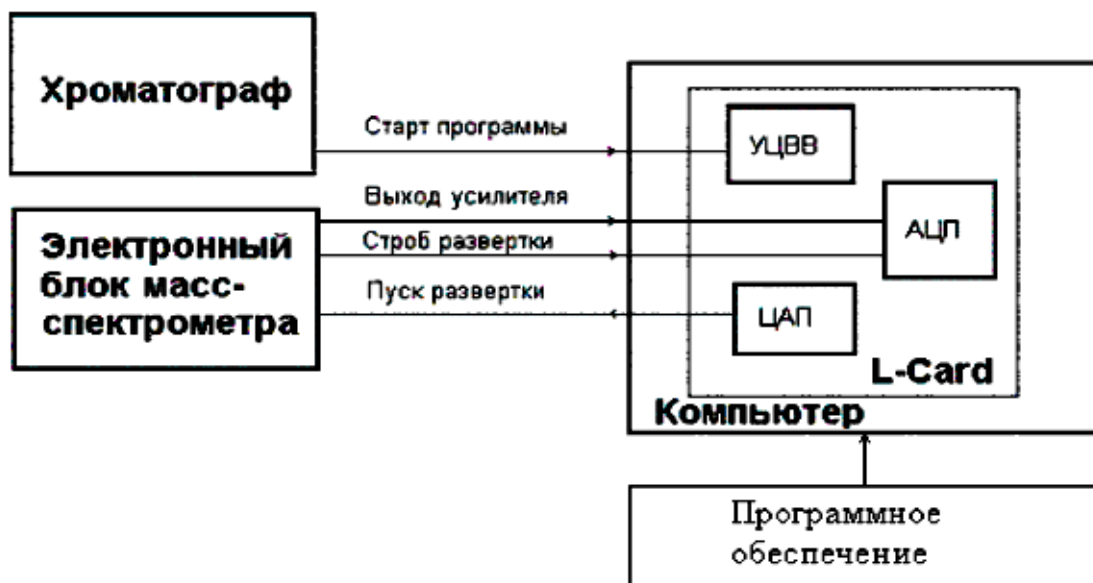 Хроматограф
Старт программы
УЦВВ
Выход усилителя
АЦП
Электронный
блок масс-
спектрометра
Строб развертки
Пуск развертки
ЦАП
L-Card
Компьютер
Программное
обеспечение